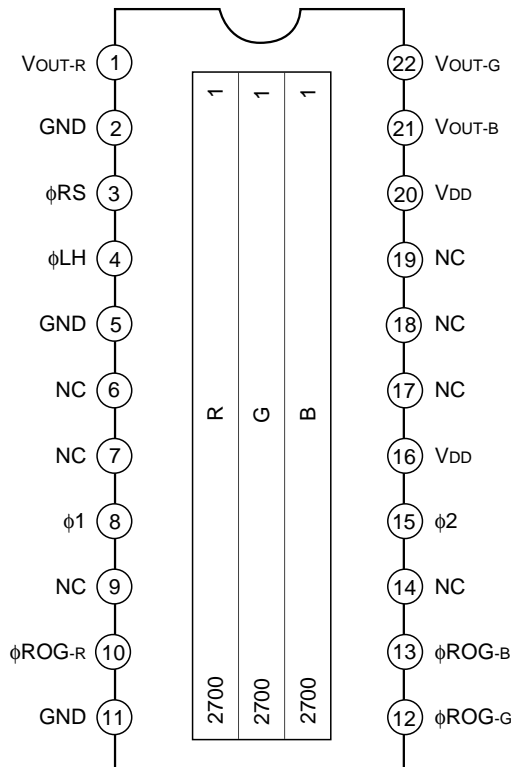 VOUT-R 1 22 VOUT-G
GND 2 21 VOUT-B
φRS 3 20 VDD
φLH 4 19 NC
GND 5 18 NC
NC 6 17 NC
NC 7 16 VDD
φ1 8 15 φ2
NC 9 14 NC
φROG-R 10 13 φROG-B
GND 11 12 φROG-G
1 1 1
R G B
2700 2700 2700